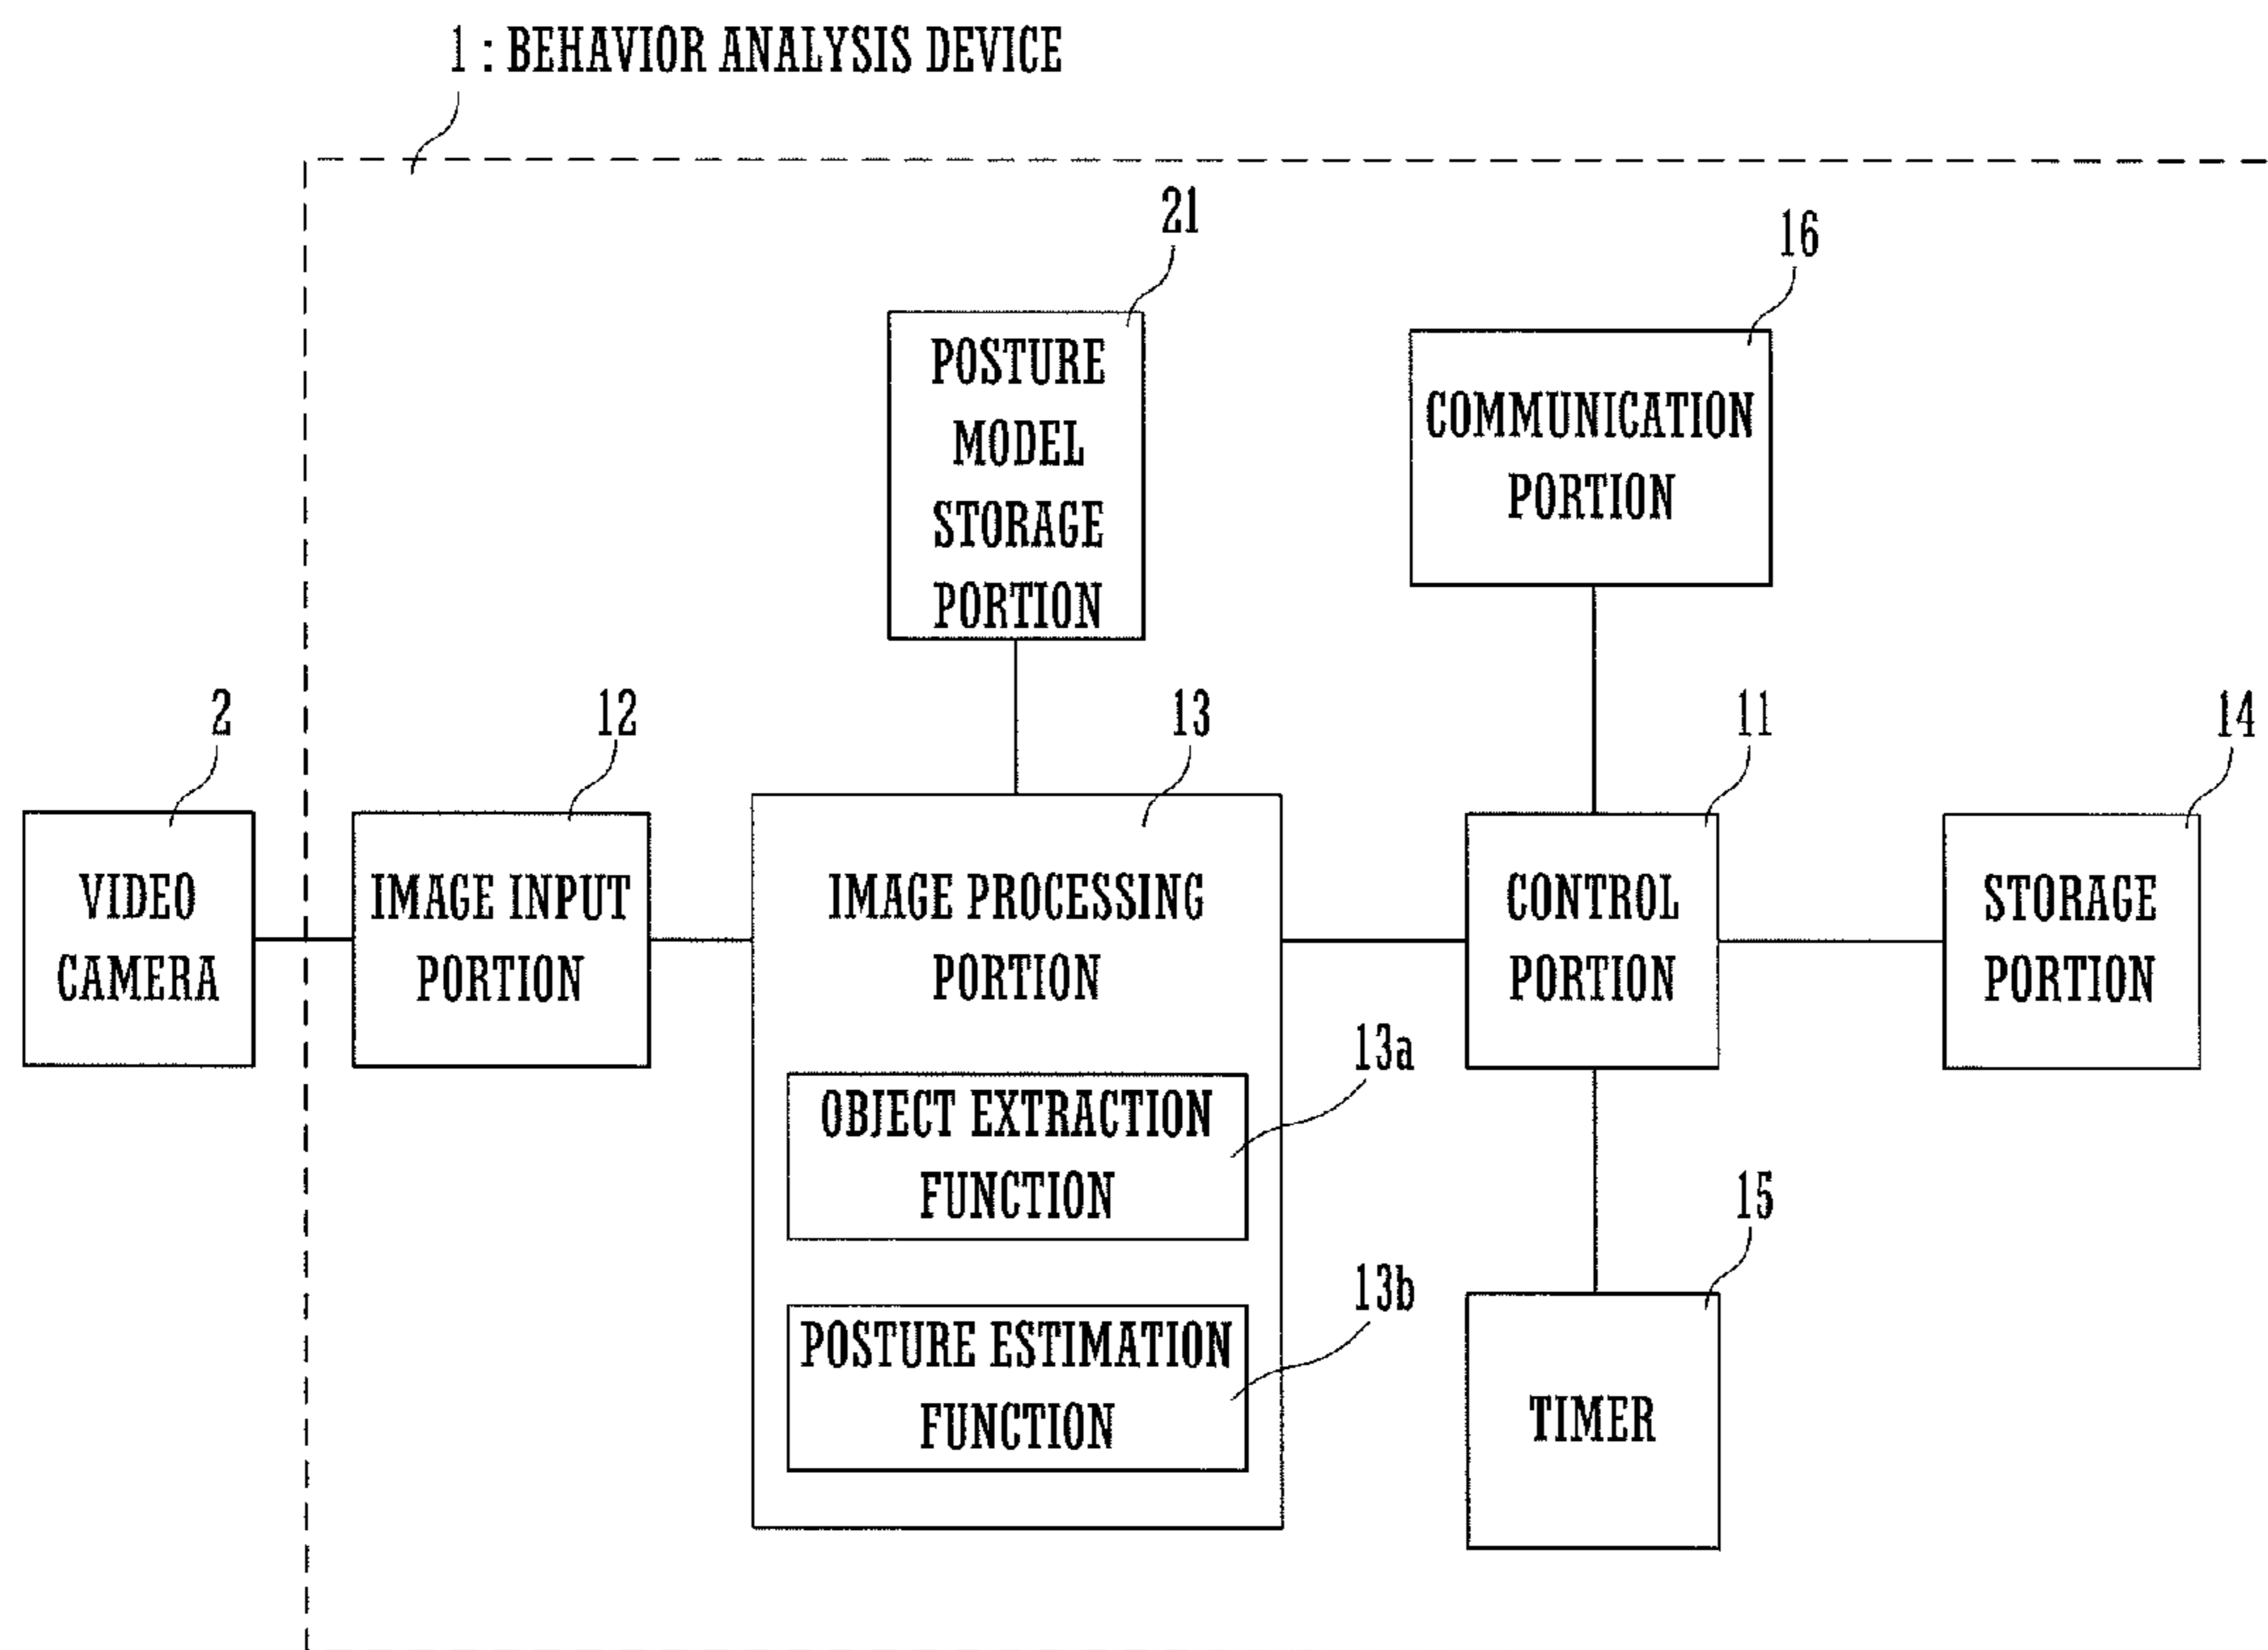 1 : BEHAVIOR ANALYSIS DEVICE
21
16
POSTURE
MODEL
STORAGE
PORTION
COMMUNICATION
PORTION
2
12
13
11
14
VIDEO
CAMERA
IMAGE INPUT
PORTION
IMAGE PROCESSING
PORTION
CONTROL
PORTION
STORAGE
PORTION
13a
OBJECT EXTRACTION
FUNCTION
15
13b
POSTURE ESTIMATION
FUNCTION
TIMER